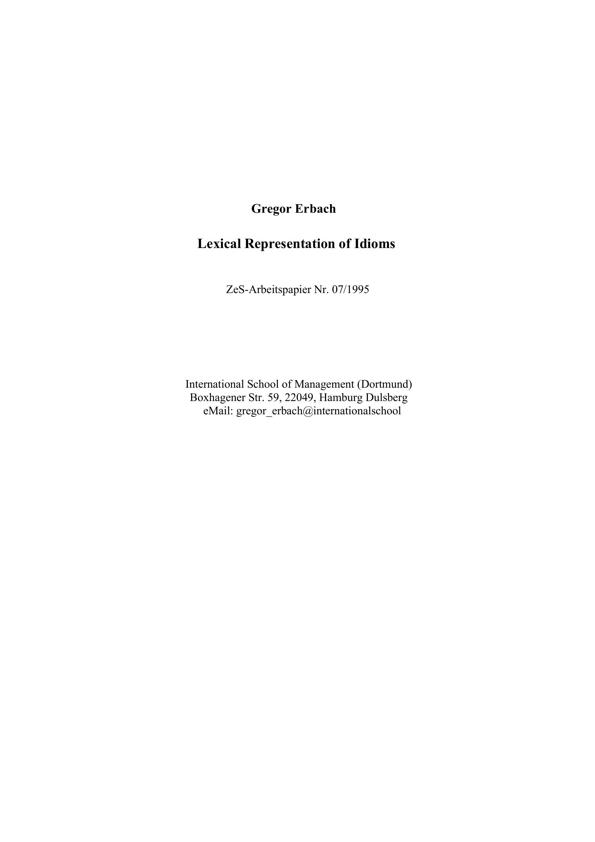 Gregor Erbach
Lexical Representation of Idioms
ZeS-Arbeitspapier Nr. 07/1995
International School of Management (Dortmund)
Boxhagener Str. 59, 22049, Hamburg Dulsberg
eMail: gregor_erbach@internationalschool